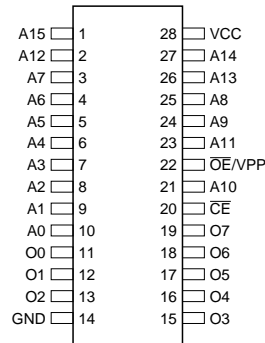 A15 1 28 VCC
A12 2 27 A14
A7 3 26 A13
A6 4 25 A8
A5 5 24 A9
A4 6 23 A11
A3 7 22 O̅E̅/VPP
A2 8 21 A10
A1 9 20 C̅E̅
A0 10 19 O7
O0 11 18 O6
O1 12 17 O5
O2 13 16 O4
GND 14 15 O3